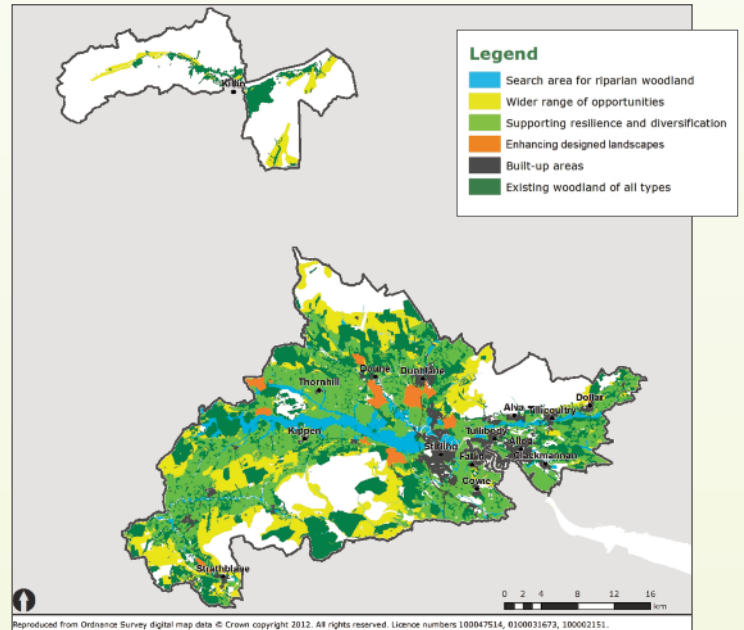 Legend
Search area for riparian woodland
Wider range of opportunities
Supporting resilience and diversification
Enhancing designed landscapes
Built-up areas
Existing woodland of all types
Killin
Doune
Dunblane
Thornhill
Dollar
Alva
Tillicoultry
Kippen
Tullibody
Alloa
Stirling
Fallin
Clackmannan
Cowie
Strathblane
0 2 4 8 12 16
km
Reproduced from Ordnance Survey digital map data © Crown copyright 2012. All rights reserved. Licence numbers 100047514, 0100031673, 100002151.